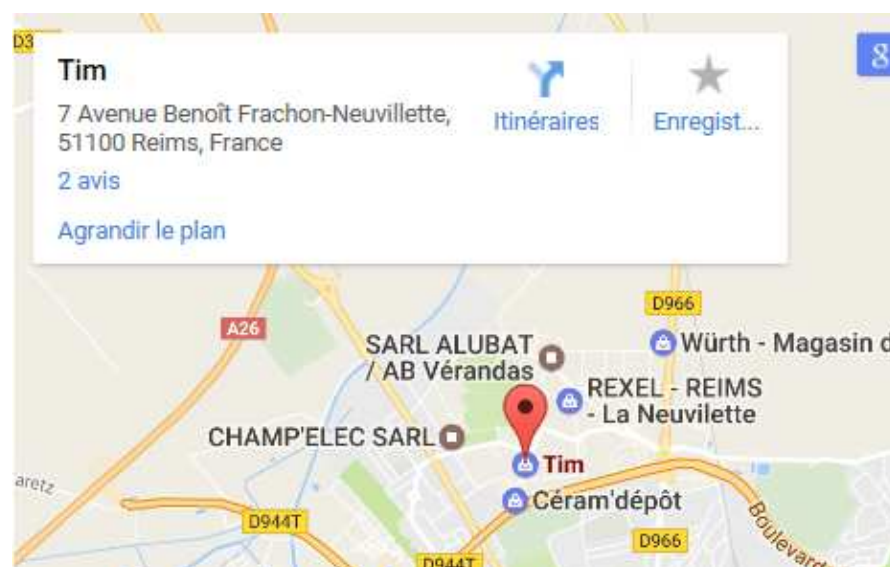 D3
Tim
7 Avenue Benoît Frachon-Neuvillette,
51100 Reims, France
2 avis
Agrandir le plan
Itinéraires
Enregist...
8
D966
A26
SARL ALUBAT
/ AB Vérandas
Würth - Magasin d
REXEL - REIMS
- La Neuvilette
CHAMP'ELEC SARL
Tim
aretz
Céram'dépôt
D944T
D966
Boulevard
D944T